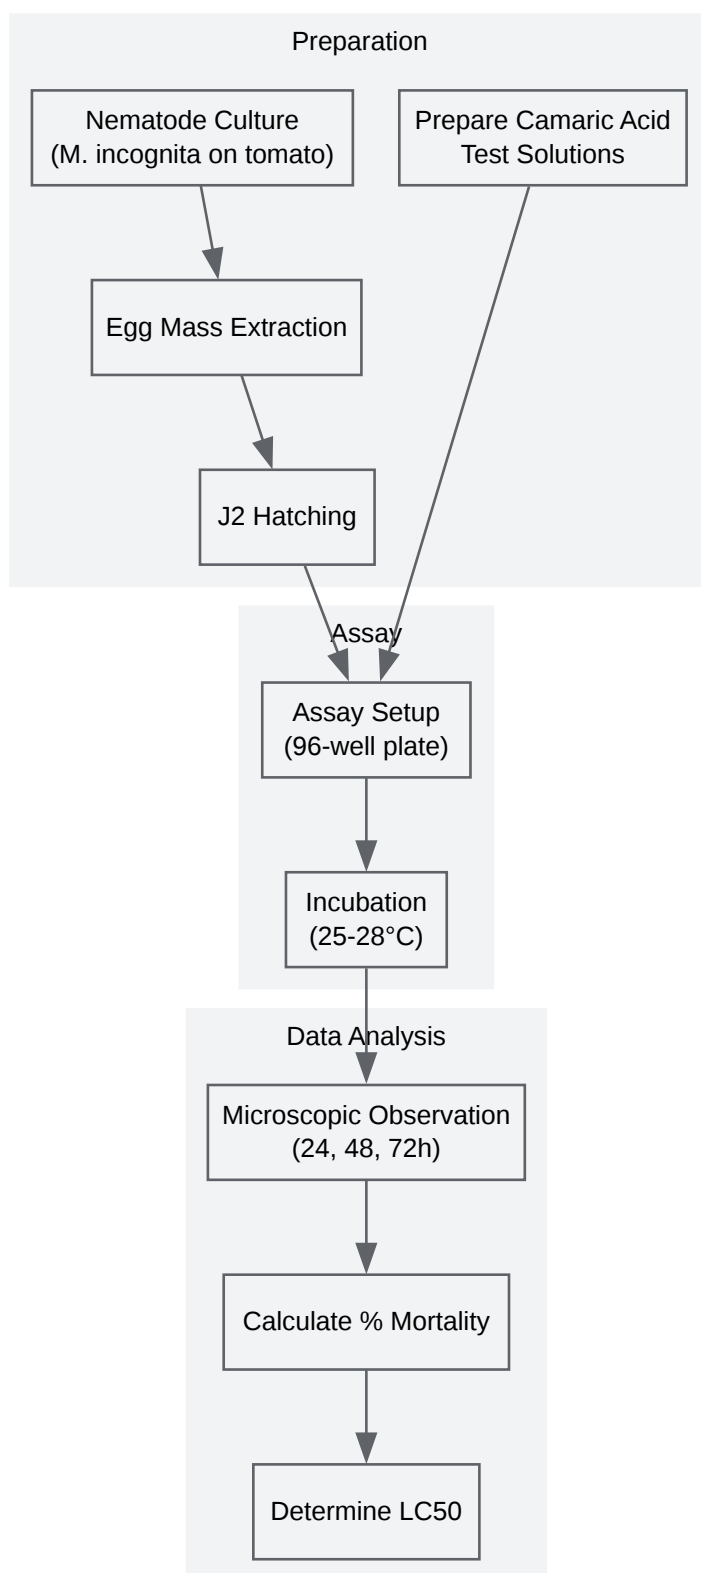 Preparation
Nematode Culture
(M. incognita on tomato)
Prepare Camaric Acid
Test Solutions
Egg Mass Extraction
J2 Hatching
Assay
Assay Setup
(96-well plate)
Incubation
(25-28°C)
Data Analysis
Microscopic Observation
(24, 48, 72h)
Calculate % Mortality
Determine LC50